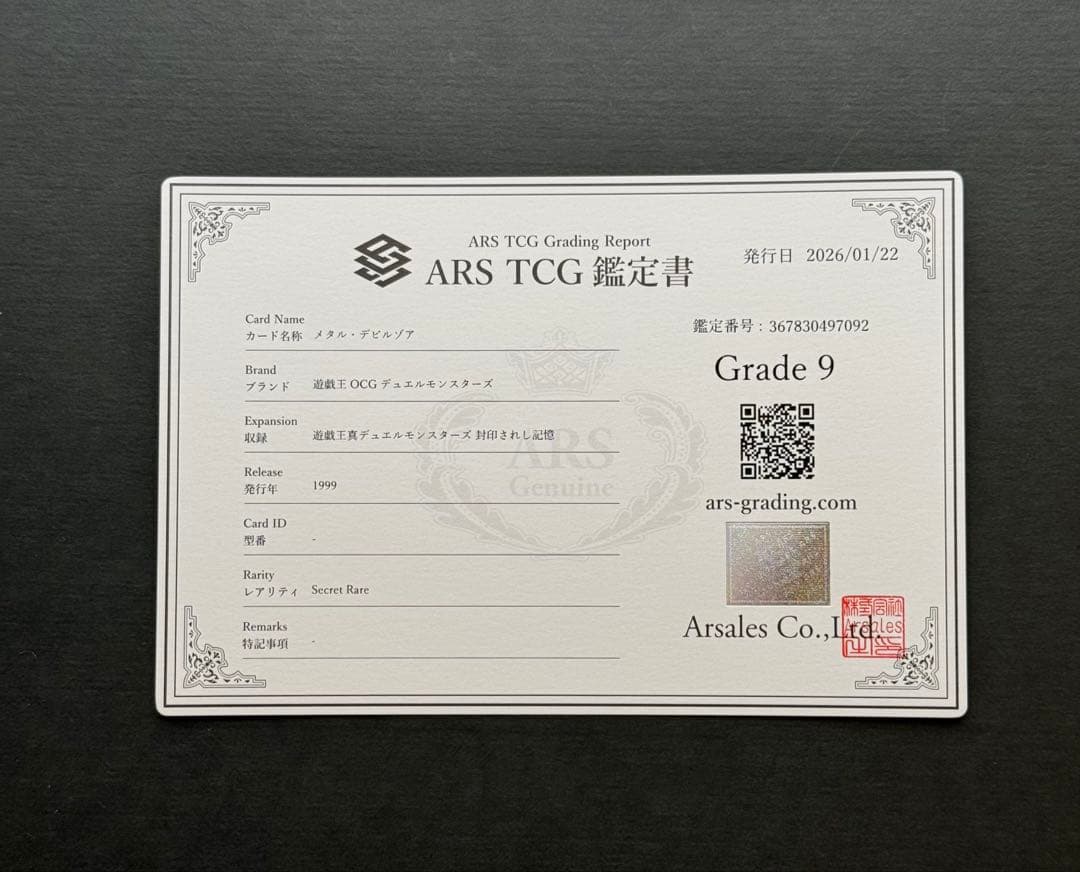 ARS TCG Grading Report
ARS TCG 鑑定書
発行日 2026/01/22
Card Name
カード名称 メタル・デビルゾア
Brand
ブランド 遊戯王 OCG デュエルモンスターズ
Expansion
収録 遊戯王真デュエルモンスターズ 封印されし記憶
Release
発行年 1999
Card ID
型番 -
Rarity
レアリティ Secret Rare
Remarks
特記事項 -
ARS
Genuine
鑑定番号：367830497092
Grade 9
ars-grading.com
Arsales Co.,Ltd.
株式会社
Arsales